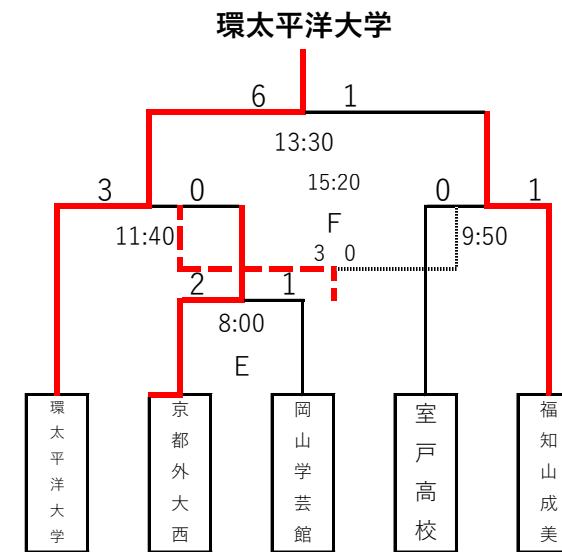 環太平洋大学
6 1
13:30
15:20
3 0 0 1
F
11:40 9:50
3 0
2 1
8:00
E
環太平洋大学
京都外大西
岡山学芸館
室戸高校
福知山成美